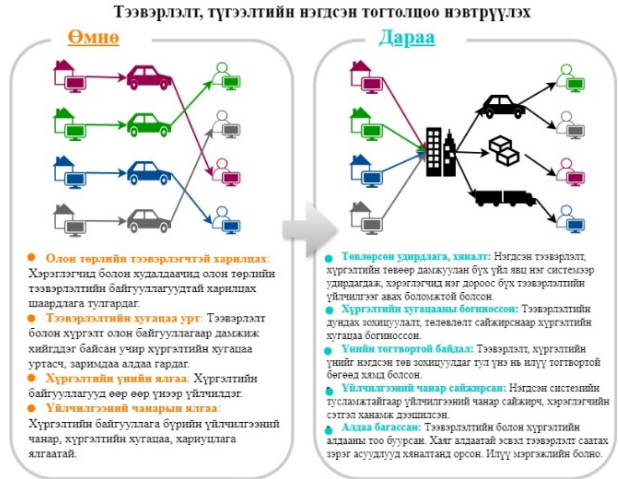 Тээвэрлэлт, түгээлтийн нэгдсэн тогтолцоо нэвтрүүлэх
Өмнө
Олон төрлийн тээвэрлэгчтэй харилцах:
Хэрэглэгчид болон худалдаачид олон төрлийн
тээвэрлэлтийн байгууллагуудтай харилцах
шаардлага тулгардаг.
Тээвэрлэлтийн хугацаа урт: Тээвэрлэлт
болон хүргэлт олон байгууллагаар дамжиж
хийгддэг байсан учир хүргэлтийн хугацаа
уртасч, заримдаа алдаа гардаг.
Хүргэлтийн үнийн ялгаа: Хүргэлтийн
байгууллагууд өөр өөр үнээр үйлчилдэг.
Үйлчилгээний чанарын ялгаа:
Хүргэлтийн байгууллага бүрийн үйлчилгээний
чанар, хүргэлтийн хугацаа, хариуцлага
ялгаатай.
Дараа
Төвлөрсөн удирдлага, хяналт: Нэгдсэн тээвэрлэлт,
хүргэлтийн төвөөр дамжуулан бүх үйл явц нэг системээр
удирдагдаж, хэрэглэгчид нэг дороос бүх тээвэрлэлтийн
үйлчилгээг авах боломжтой болсон.
Хүргэлтийн хугацааны богиноссон: Тээвэрлэлтийн
дундах зохицуулалт, төлөвлөлт сайжирснаар хүргэлтийн
хугацаа богиноссон.
Үнийн тогтвортой байдал: Тээвэрлэлт, хүргэлтийн
үнийг нэгдсэн төв зохицуулдаг тул үнэ нь илүү тогтвортой
бөгөөд хямд болсон.
Үйлчилгээний чанар сайжирсан: Нэгдсэн системийн
тусламжтайгаар үйлчилгээний чанар сайжирч, хэрэглэгчийн
сэтгэл ханамж дээшилсэн.
Алдаа багассан: Тээвэрлэлтийн болон хүргэлтийн
алдааны тоо буурсан. Хаяг алдаатай эсвэл тээвэрлэлт саатах
зэрэг асуудлууд хяналтанд орсон. Илүү мэргэжлийн болно.